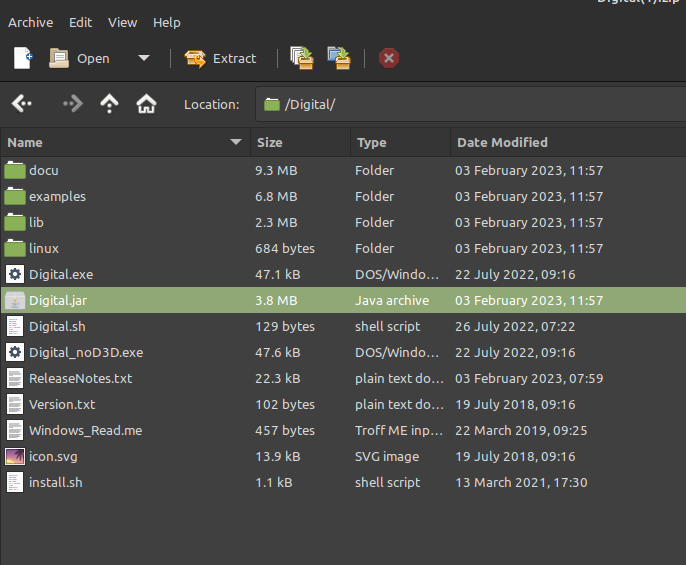 Archive Edit View Help
Open Extract
Location: /Digital/
Name Size Type Date Modified
docu 9.3 MB Folder 03 February 2023, 11:57
examples 6.8 MB Folder 03 February 2023, 11:57
lib 2.3 MB Folder 03 February 2023, 11:57
linux 684 bytes Folder 03 February 2023, 11:57
Digital.exe 47.1 kB DOS/Windo... 22 July 2022, 09:16
Digital.jar 3.8 MB Java archive 03 February 2023, 11:57
Digital.sh 129 bytes shell script 26 July 2022, 07:22
Digital_noD3D.exe 47.6 kB DOS/Windo... 22 July 2022, 09:16
ReleaseNotes.txt 22.3 kB plain text do... 03 February 2023, 07:59
Version.txt 102 bytes plain text do... 19 July 2018, 09:16
Windows_Read.me 457 bytes Troff ME inp... 22 March 2019, 09:25
icon.svg 13.9 kB SVG image 19 July 2018, 09:16
install.sh 1.1 kB shell script 13 March 2021, 17:30